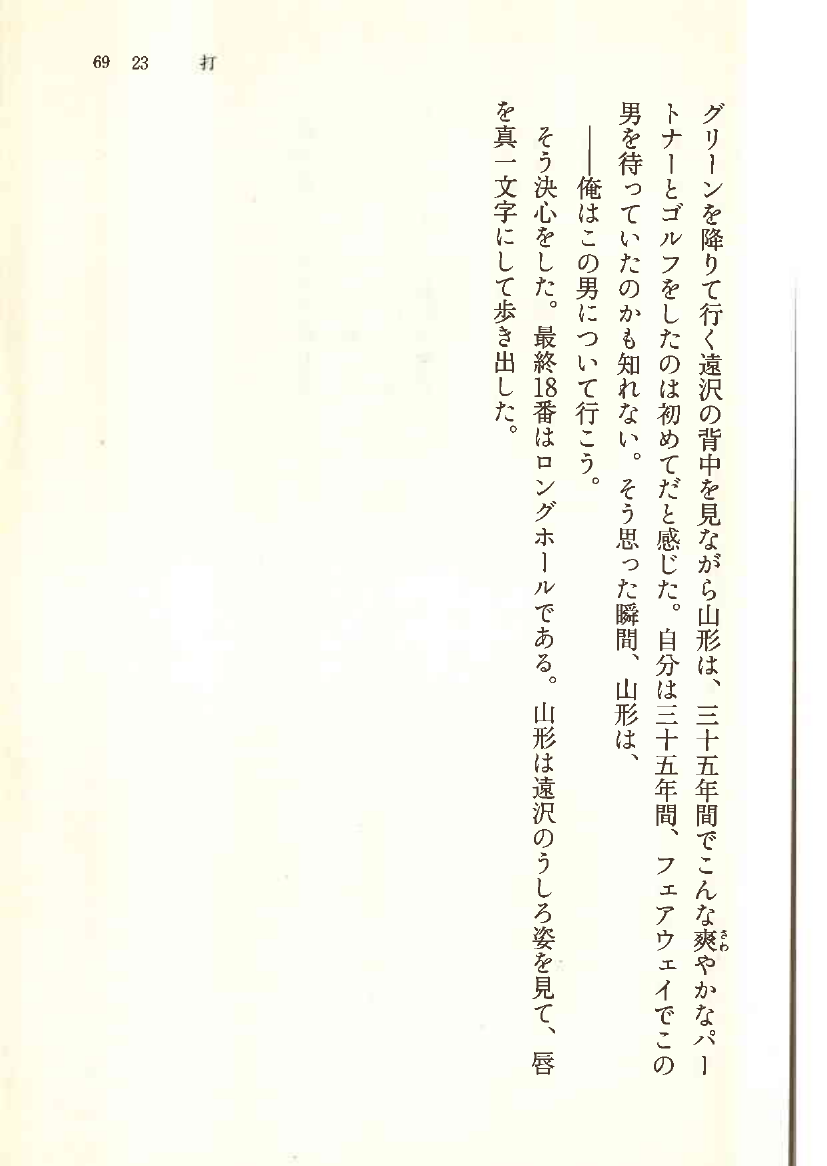 69　23　打
グリーンを降りて行く遠沢の背中を見ながら山形は、三十五年間でこんな爽やかなパー
さわ
トナーとゴルフをしたのは初めてだと感じた。自分は三十五年間、フェアウェイでこの
男を待っていたのかも知れない。そう思った瞬間、山形は、
――俺はこの男について行こう。
そう決心をした。最終18番はロングホールである。山形は遠沢のうしろ姿を見て、唇
を真一文字にして歩き出した。